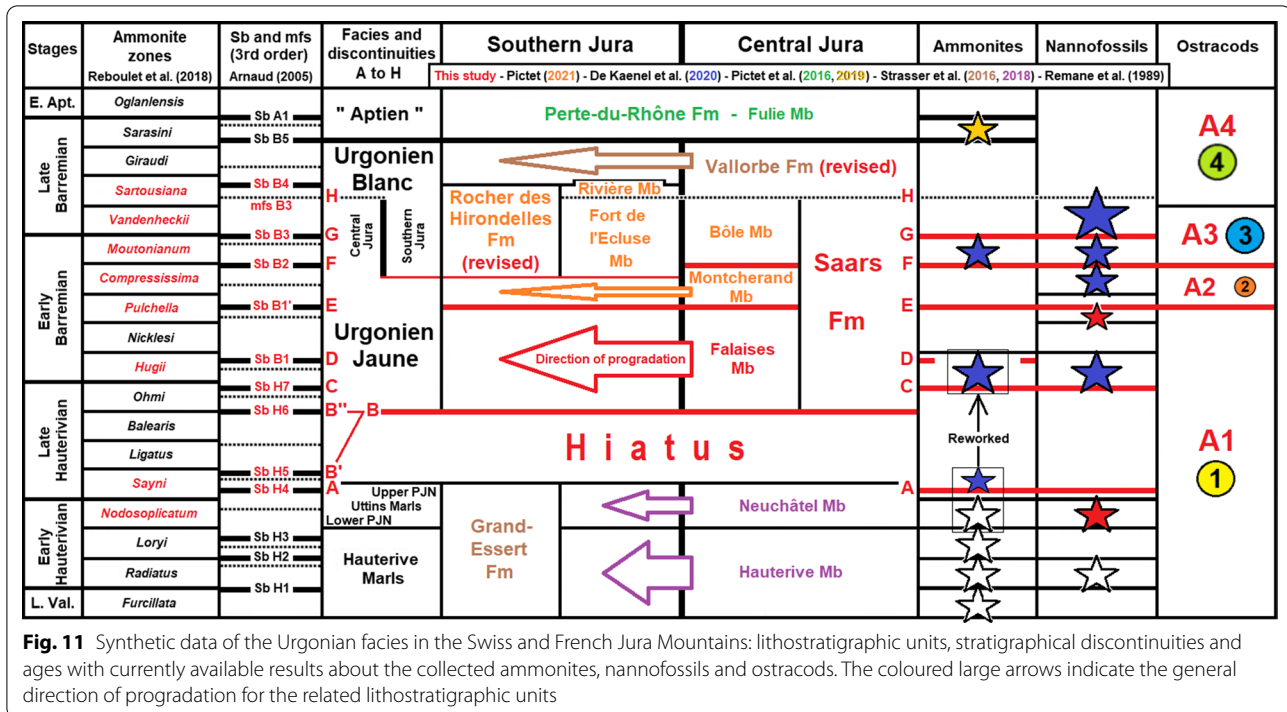 Stages
Ammonite zones
Reboulet et al. (2018)
Sb and mfs (3rd order)
Arnaud (2005)
Facies and discontinuities
A to H
Southern Jura
Central Jura
Ammonites
Nannofossils
Ostracods
This study - Pictet (2021) - De Kaenel et al. (2020) - Pictet et al. (2016, 2019) - Strasser et al. (2016, 2018) - Remane et al. (1989)
E. Apt.
Late Barremian
Early Barremian
Late Hauterivian
Early Hauterivian
L. Val.
Oglanlensis
Sarasini
Giraudi
Sartousiana
Vandenheckii
Moutonianum
Compressissima
Pulchella
Nicklesi
Hugii
Ohmi
Balearis
Ligatus
Sayni
Nodosoplicatum
Loryi
Radiatus
Furcillata
Sb A1
Sb B5
Sb B4
mfs B3
Sb B3
Sb B2
Sb B1'
Sb B1
Sb H7
Sb H6
Sb H5
Sb H4
Sb H3
Sb H2
Sb H1
" Aptien "
Urgonien Blanc
H
Central Jura
Southern Jura
G
F
E
Urgonien Jaune
D
C
B"
B
B'
A
Upper PJN
Uttins Marls
Lower PJN
Hauterive Marls
Perte-du-Rhône Fm - Fulie Mb
Vallorbe Fm (revised)
Rivière Mb
Rocher des
Hirondelles
Fm
(revised)
Fort de
l'Ecluse
Mb
Bôle Mb
Montcherand
Mb
Saars
Fm
Direction of progradation
Falaises
Mb
Hiatus
Grand-
Essert
Fm
Neuchâtel Mb
Hauterive Mb
H
G
F
E
D
C
A
Reworked
A4
4
A3 3
A2 2
A1
1
Fig. 11 Synthetic data of the Urgonian facies in the Swiss and French Jura Mountains: lithostratigraphic units, stratigraphical discontinuities and
ages with currently available results about the collected ammonites, nannofossils and ostracods. The coloured large arrows indicate the general
direction of progradation for the related lithostratigraphic units